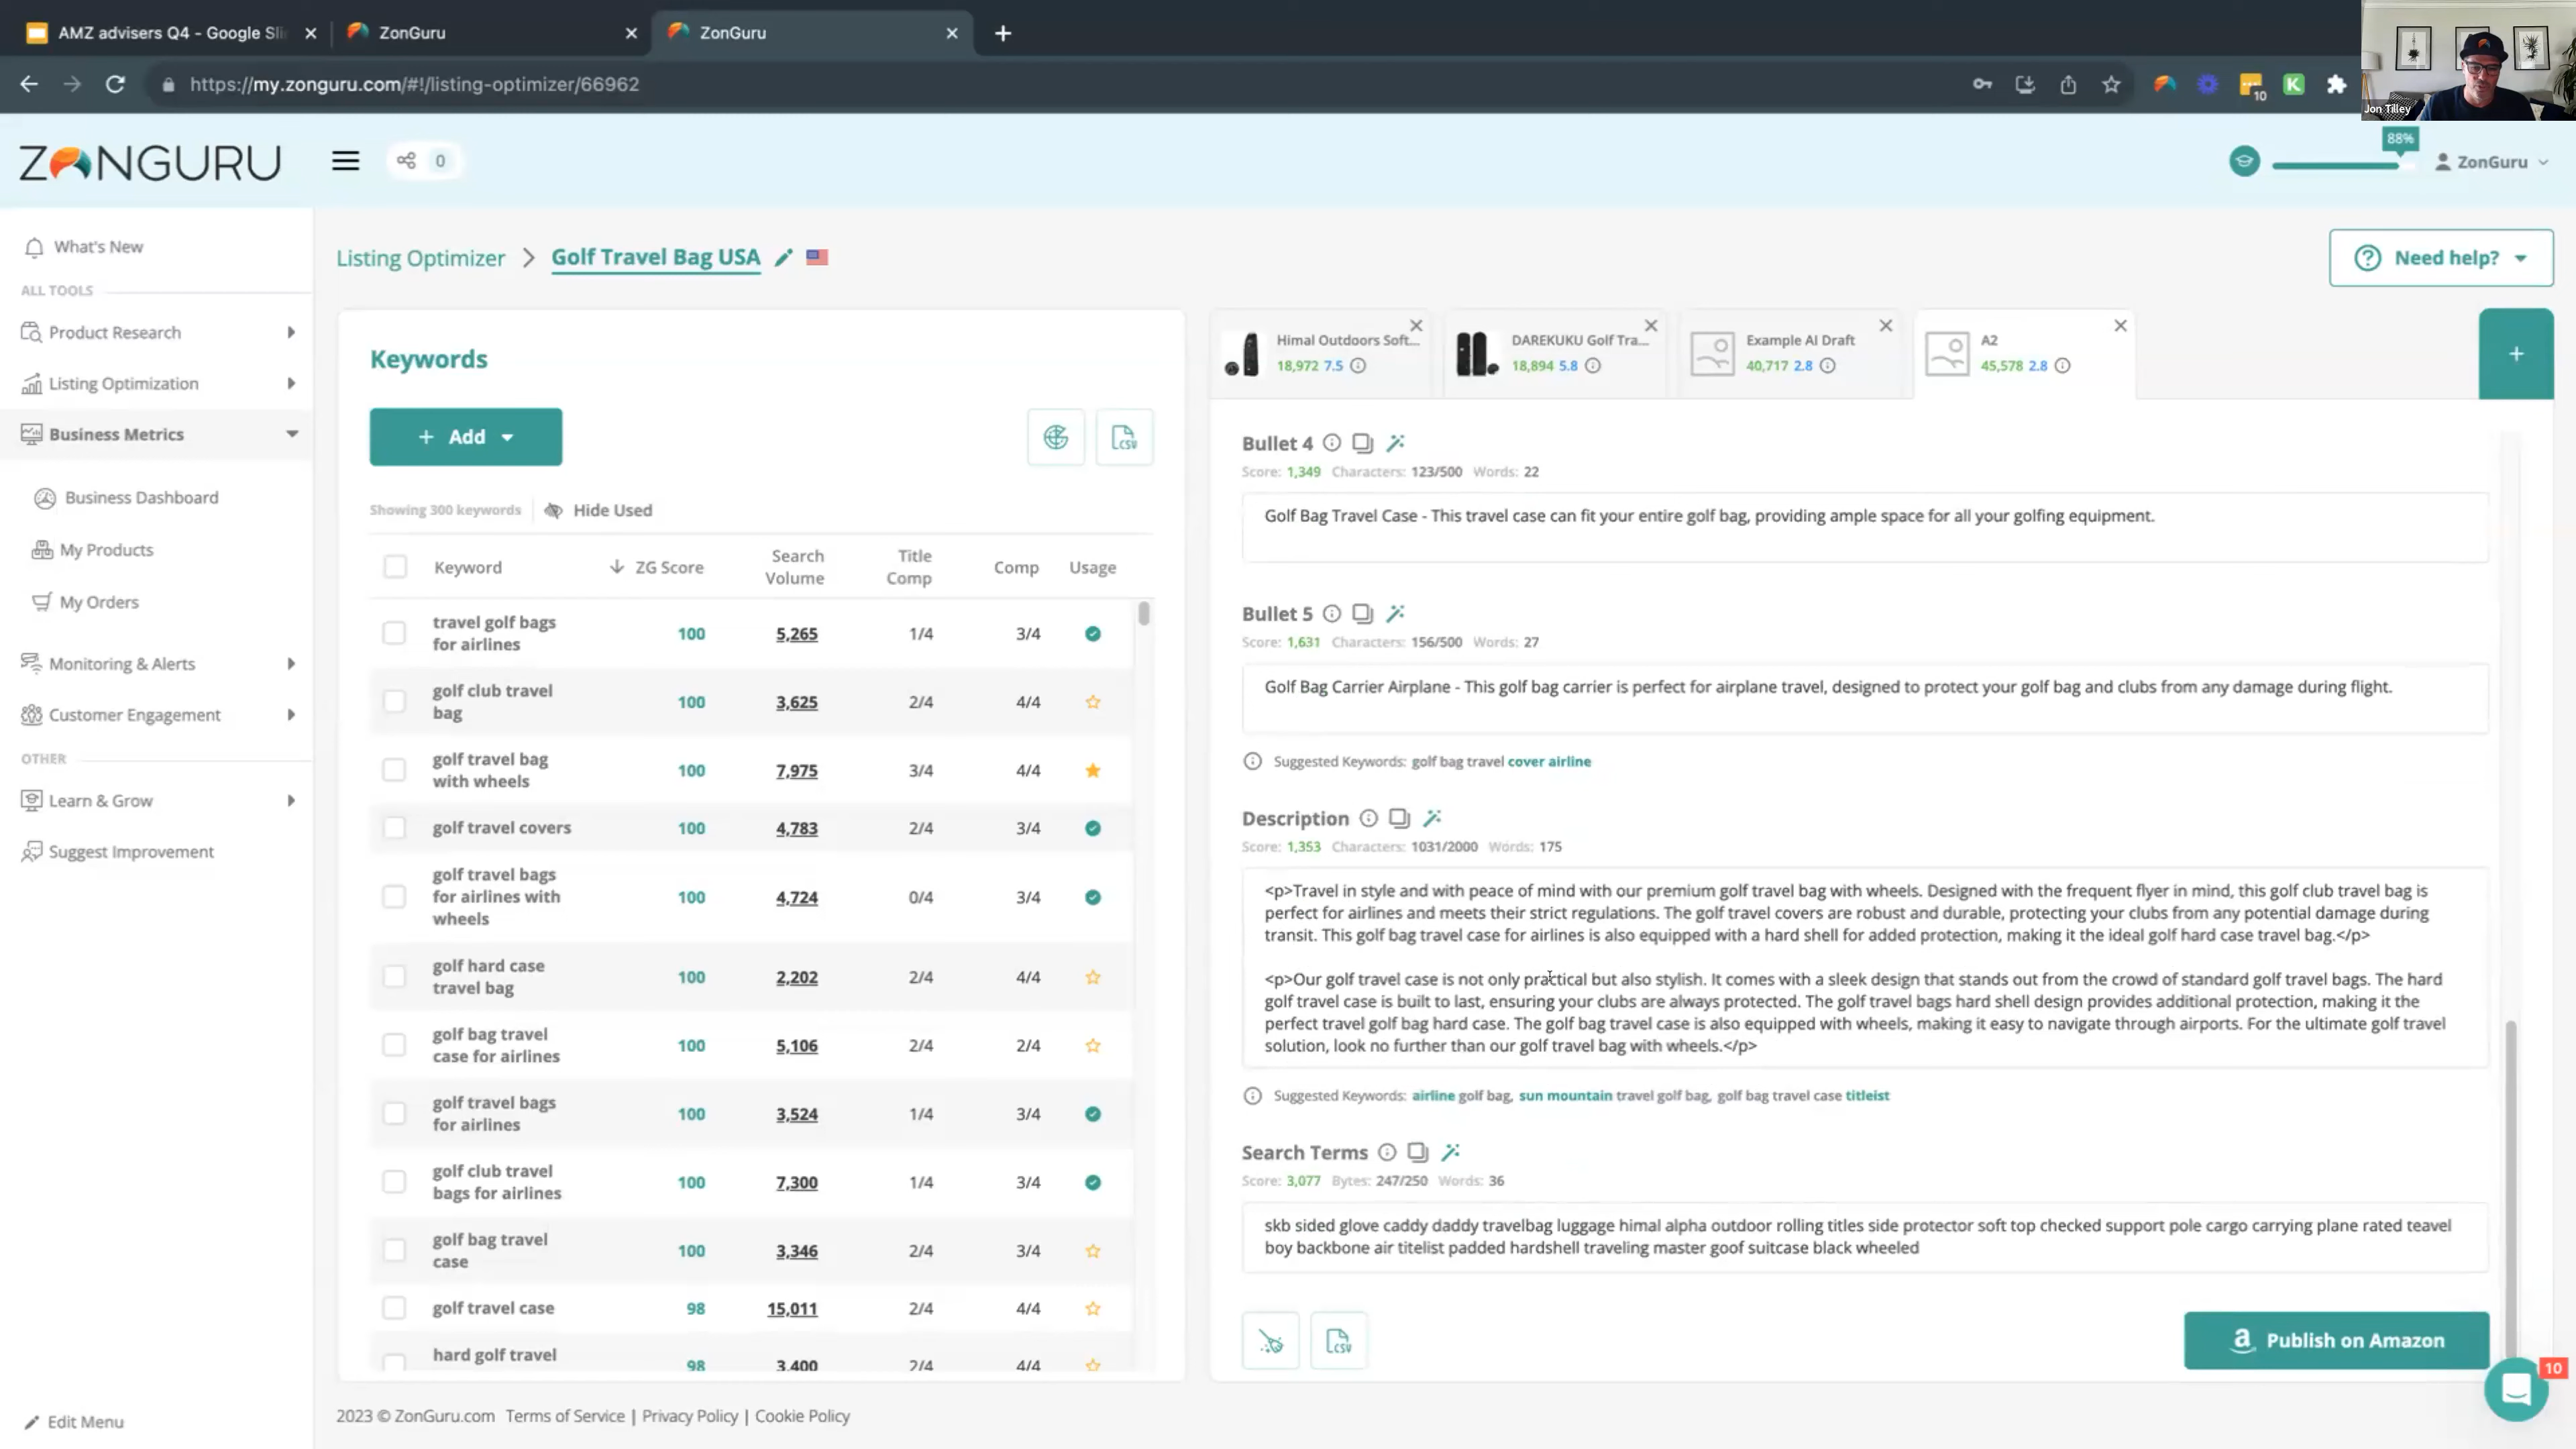 AMZ advisers Q4 - Google Sli
ZonGuru
ZonGuru
https://my.zonguru.com/#!/listing-optimizer/66962
10
K
Jon Tilley
ZONGURU
0
88%
ZonGuru
What's New
ALL TOOLS
Product Research
Listing Optimization
Business Metrics
Business Dashboard
My Products
My Orders
Monitoring & Alerts
Customer Engagement
OTHER
Learn & Grow
Suggest Improvement
Edit Menu
Listing Optimizer > Golf Travel Bag USA
Need help?
Keywords
+ Add
CSV
Showing 300 keywords
Hide Used
Keyword ZG Score Search Volume Title Comp Comp Usage
travel golf bags for airlines 100 5,265 1/4 3/4
golf club travel bag 100 3,625 2/4 4/4
golf travel bag with wheels 100 7,975 3/4 4/4
golf travel covers 100 4,783 2/4 3/4
golf travel bags for airlines with wheels 100 4,724 0/4 3/4
golf hard case travel bag 100 2,202 2/4 4/4
golf bag travel case for airlines 100 5,106 2/4 2/4
golf travel bags for airlines 100 3,524 1/4 3/4
golf club travel bags for airlines 100 7,300 1/4 3/4
golf bag travel case 100 3,346 2/4 3/4
golf travel case 98 15,011 2/4 4/4
hard golf travel 98 3,400 2/4 4/4
Himal Outdoors Soft...
18,972 7.5
DAREKUKU Golf Tra...
18,894 5.8
Example AI Draft
40,717 2.8
A2
45,578 2.8
+
Bullet 4
Score: 1,349 Characters: 123/500 Words: 22
Golf Bag Travel Case - This travel case can fit your entire golf bag, providing ample space for all your golfing equipment.
Bullet 5
Score: 1,631 Characters: 156/500 Words: 27
Golf Bag Carrier Airplane - This golf bag carrier is perfect for airplane travel, designed to protect your golf bag and clubs from any damage during flight.
Suggested Keywords: golf bag travel cover airline
Description
Score: 1,353 Characters: 1031/2000 Words: 175
<p>Travel in style and with peace of mind with our premium golf travel bag with wheels. Designed with the frequent flyer in mind, this golf club travel bag is
perfect for airlines and meets their strict regulations. The golf travel covers are robust and durable, protecting your clubs from any potential damage during
transit. This golf bag travel case for airlines is also equipped with a hard shell for added protection, making it the ideal golf hard case travel bag.</p>
<p>Our golf travel case is not only practical but also stylish. It comes with a sleek design that stands out from the crowd of standard golf travel bags. The hard
golf travel case is built to last, ensuring your clubs are always protected. The golf travel bags hard shell design provides additional protection, making it the
perfect travel golf bag hard case. The golf bag travel case is also equipped with wheels, making it easy to navigate through airports. For the ultimate golf travel
solution, look no further than our golf travel bag with wheels.</p>
Suggested Keywords: airline golf bag, sun mountain travel golf bag, golf bag travel case titleist
Search Terms
Score: 3,077 Bytes: 247/250 Words: 36
skb sided glove caddy daddy travelbag luggage himal alpha outdoor rolling titles side protector soft top checked support pole cargo carrying plane rated teavel
boy backbone air titelist padded hardshell traveling master goof suitcase black wheeled
CSV
Publish on Amazon
10
2023 © ZonGuru.com Terms of Service | Privacy Policy | Cookie Policy